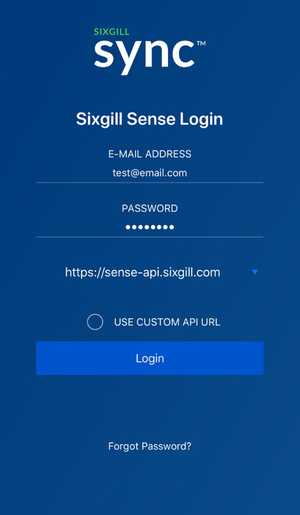 SIXGILL
sync™
Sixgill Sense Login
E-MAIL ADDRESS
test@email.com
PASSWORD
••••••••
https://sense-api.sixgill.com
USE CUSTOM API URL
Login
Forgot Password?